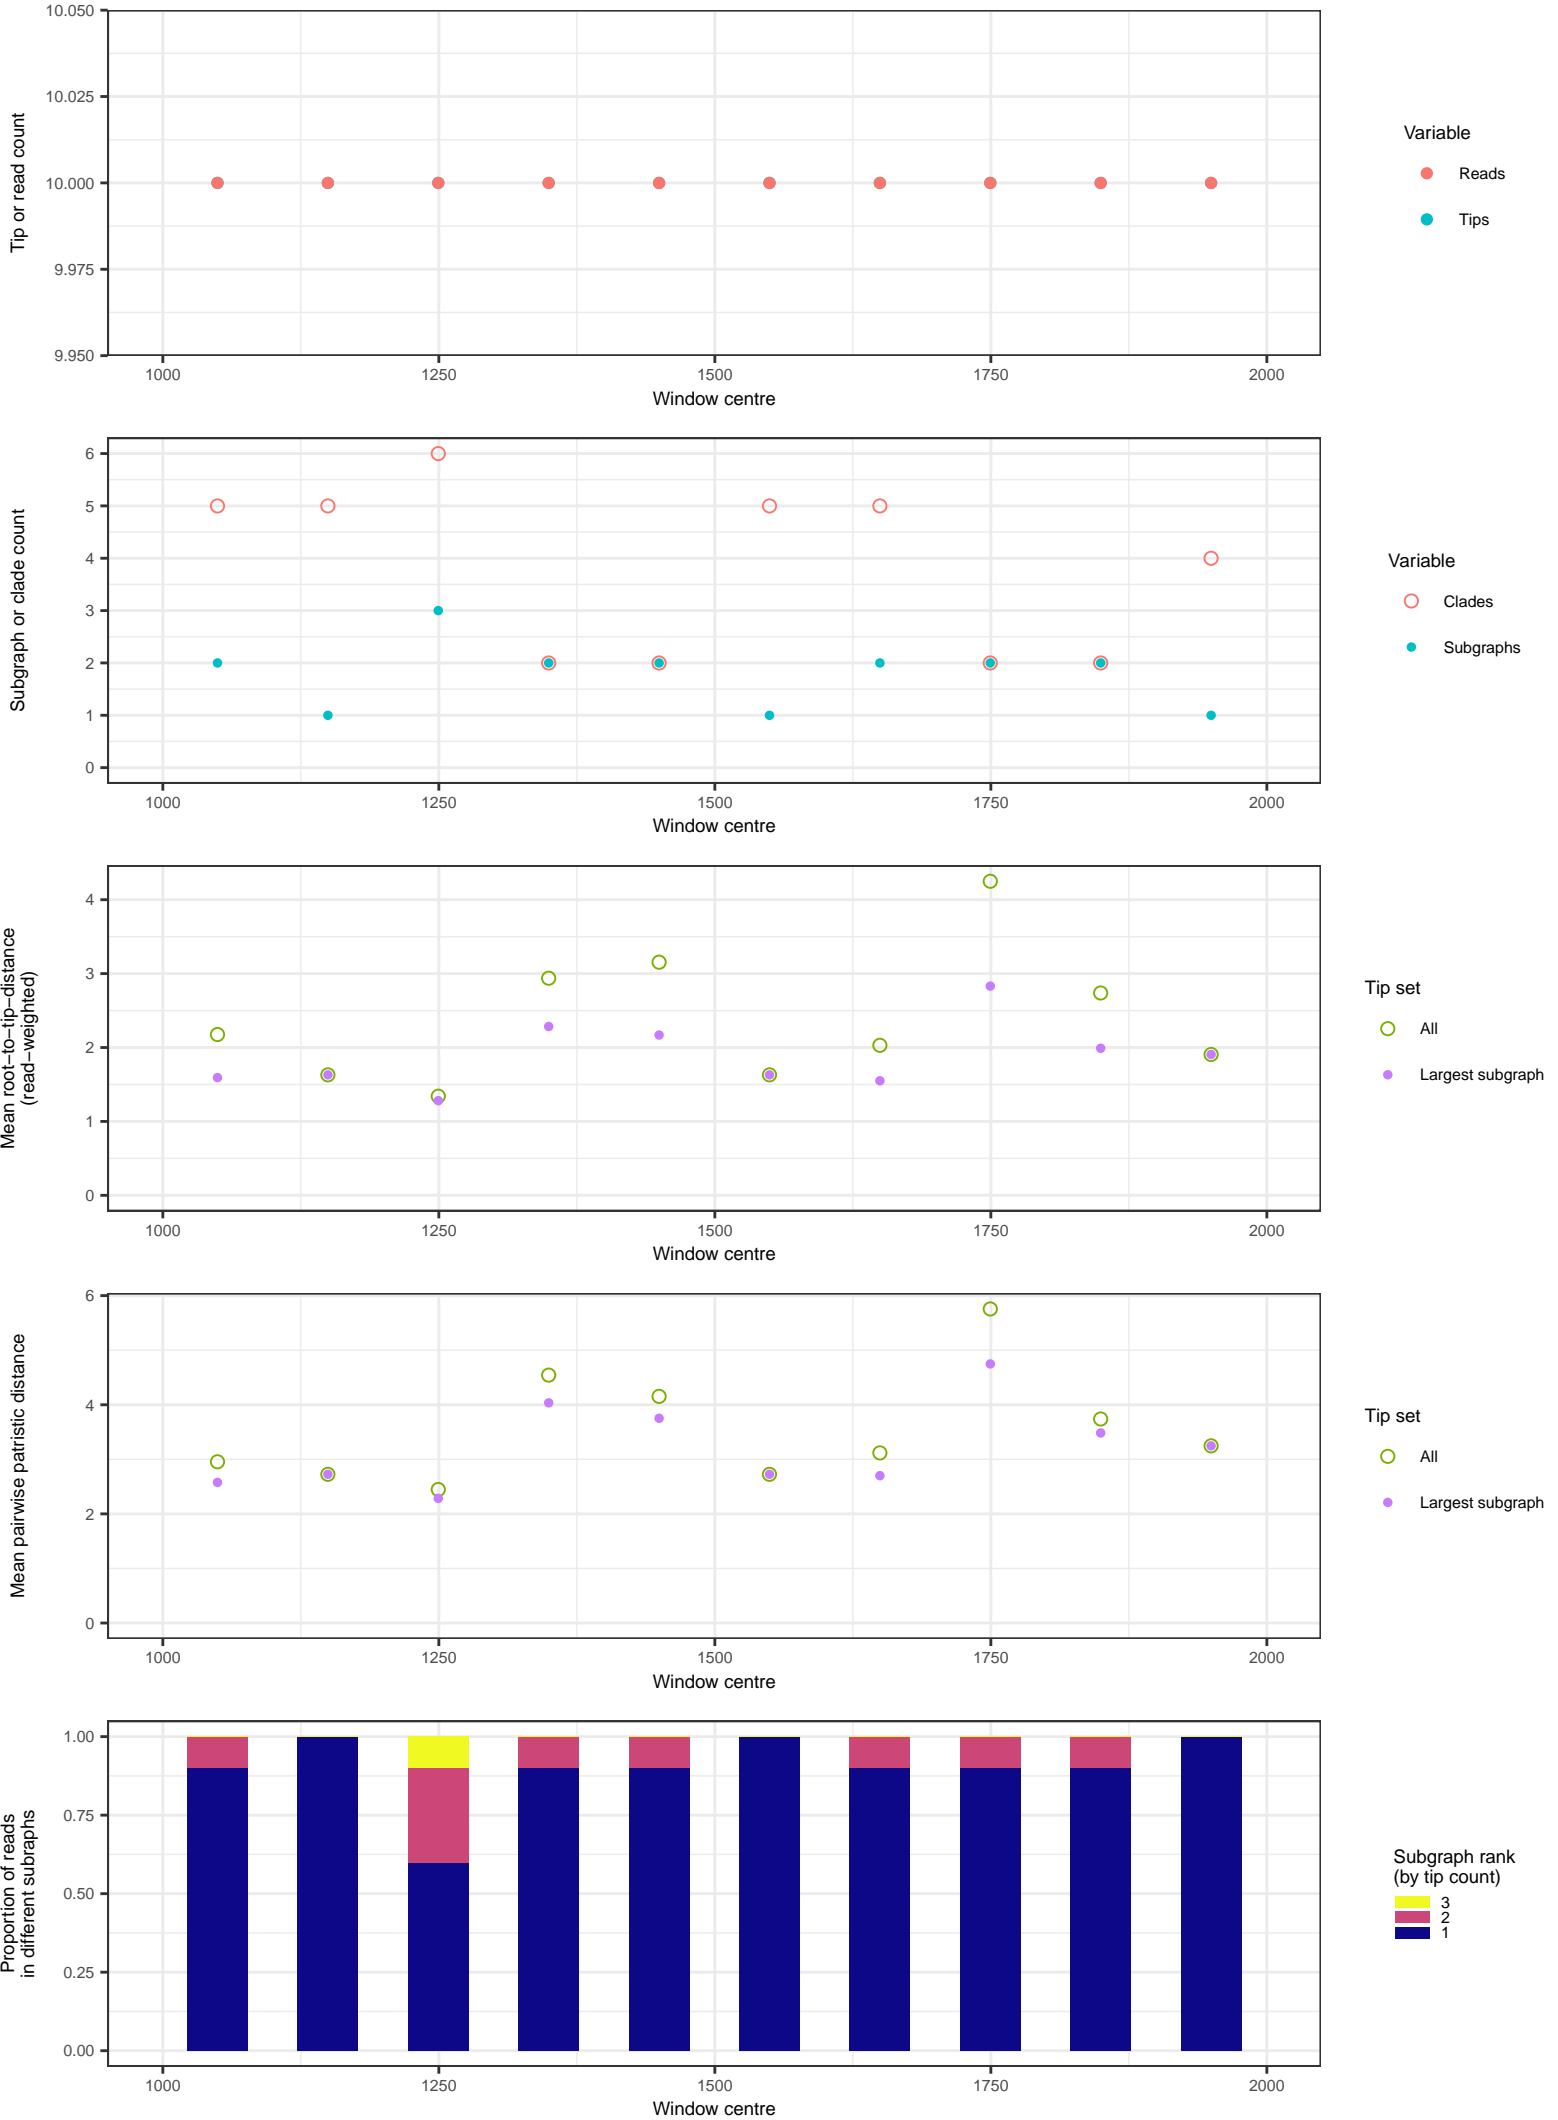 10.050
10.025
10.000
9.975
9.950
Tip or read count
1000 1250 1500 1750 2000
Window centre
Variable
Reads
Tips
6
5
4
3
2
1
0
Subgraph or clade count
1000 1250 1500 1750 2000
Window centre
Variable
Clades
Subgraphs
4
3
2
1
0
Mean root−to−tip−distance
(read−weighted)
1000 1250 1500 1750 2000
Window centre
Tip set
All
Largest subgraph
6
4
2
0
Mean pairwise patristic distance
1000 1250 1500 1750 2000
Window centre
Tip set
All
Largest subgraph
1.00
0.75
0.50
0.25
0.00
Proportion of reads
in different subraphs
1000 1250 1500 1750 2000
Window centre
Subgraph rank
(by tip count)
3
2
1